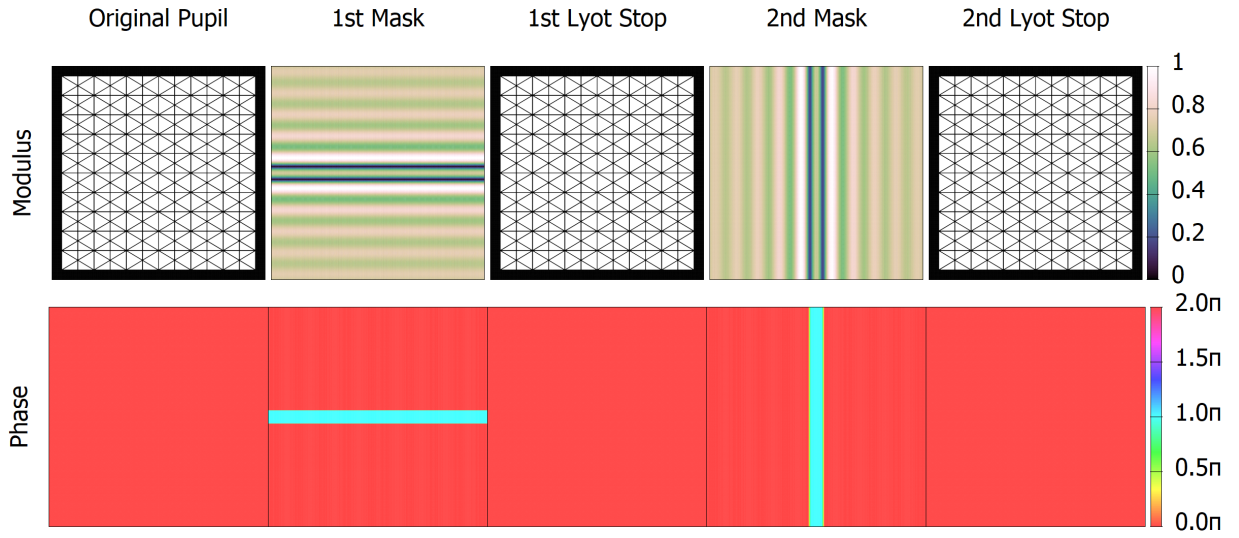 Original Pupil 1st Mask 1st Lyot Stop 2nd Mask 2nd Lyot Stop
Modulus
1
0.8
0.6
0.4
0.2
0
Phase
2.0π
1.5π
1.0π
0.5π
0.0π